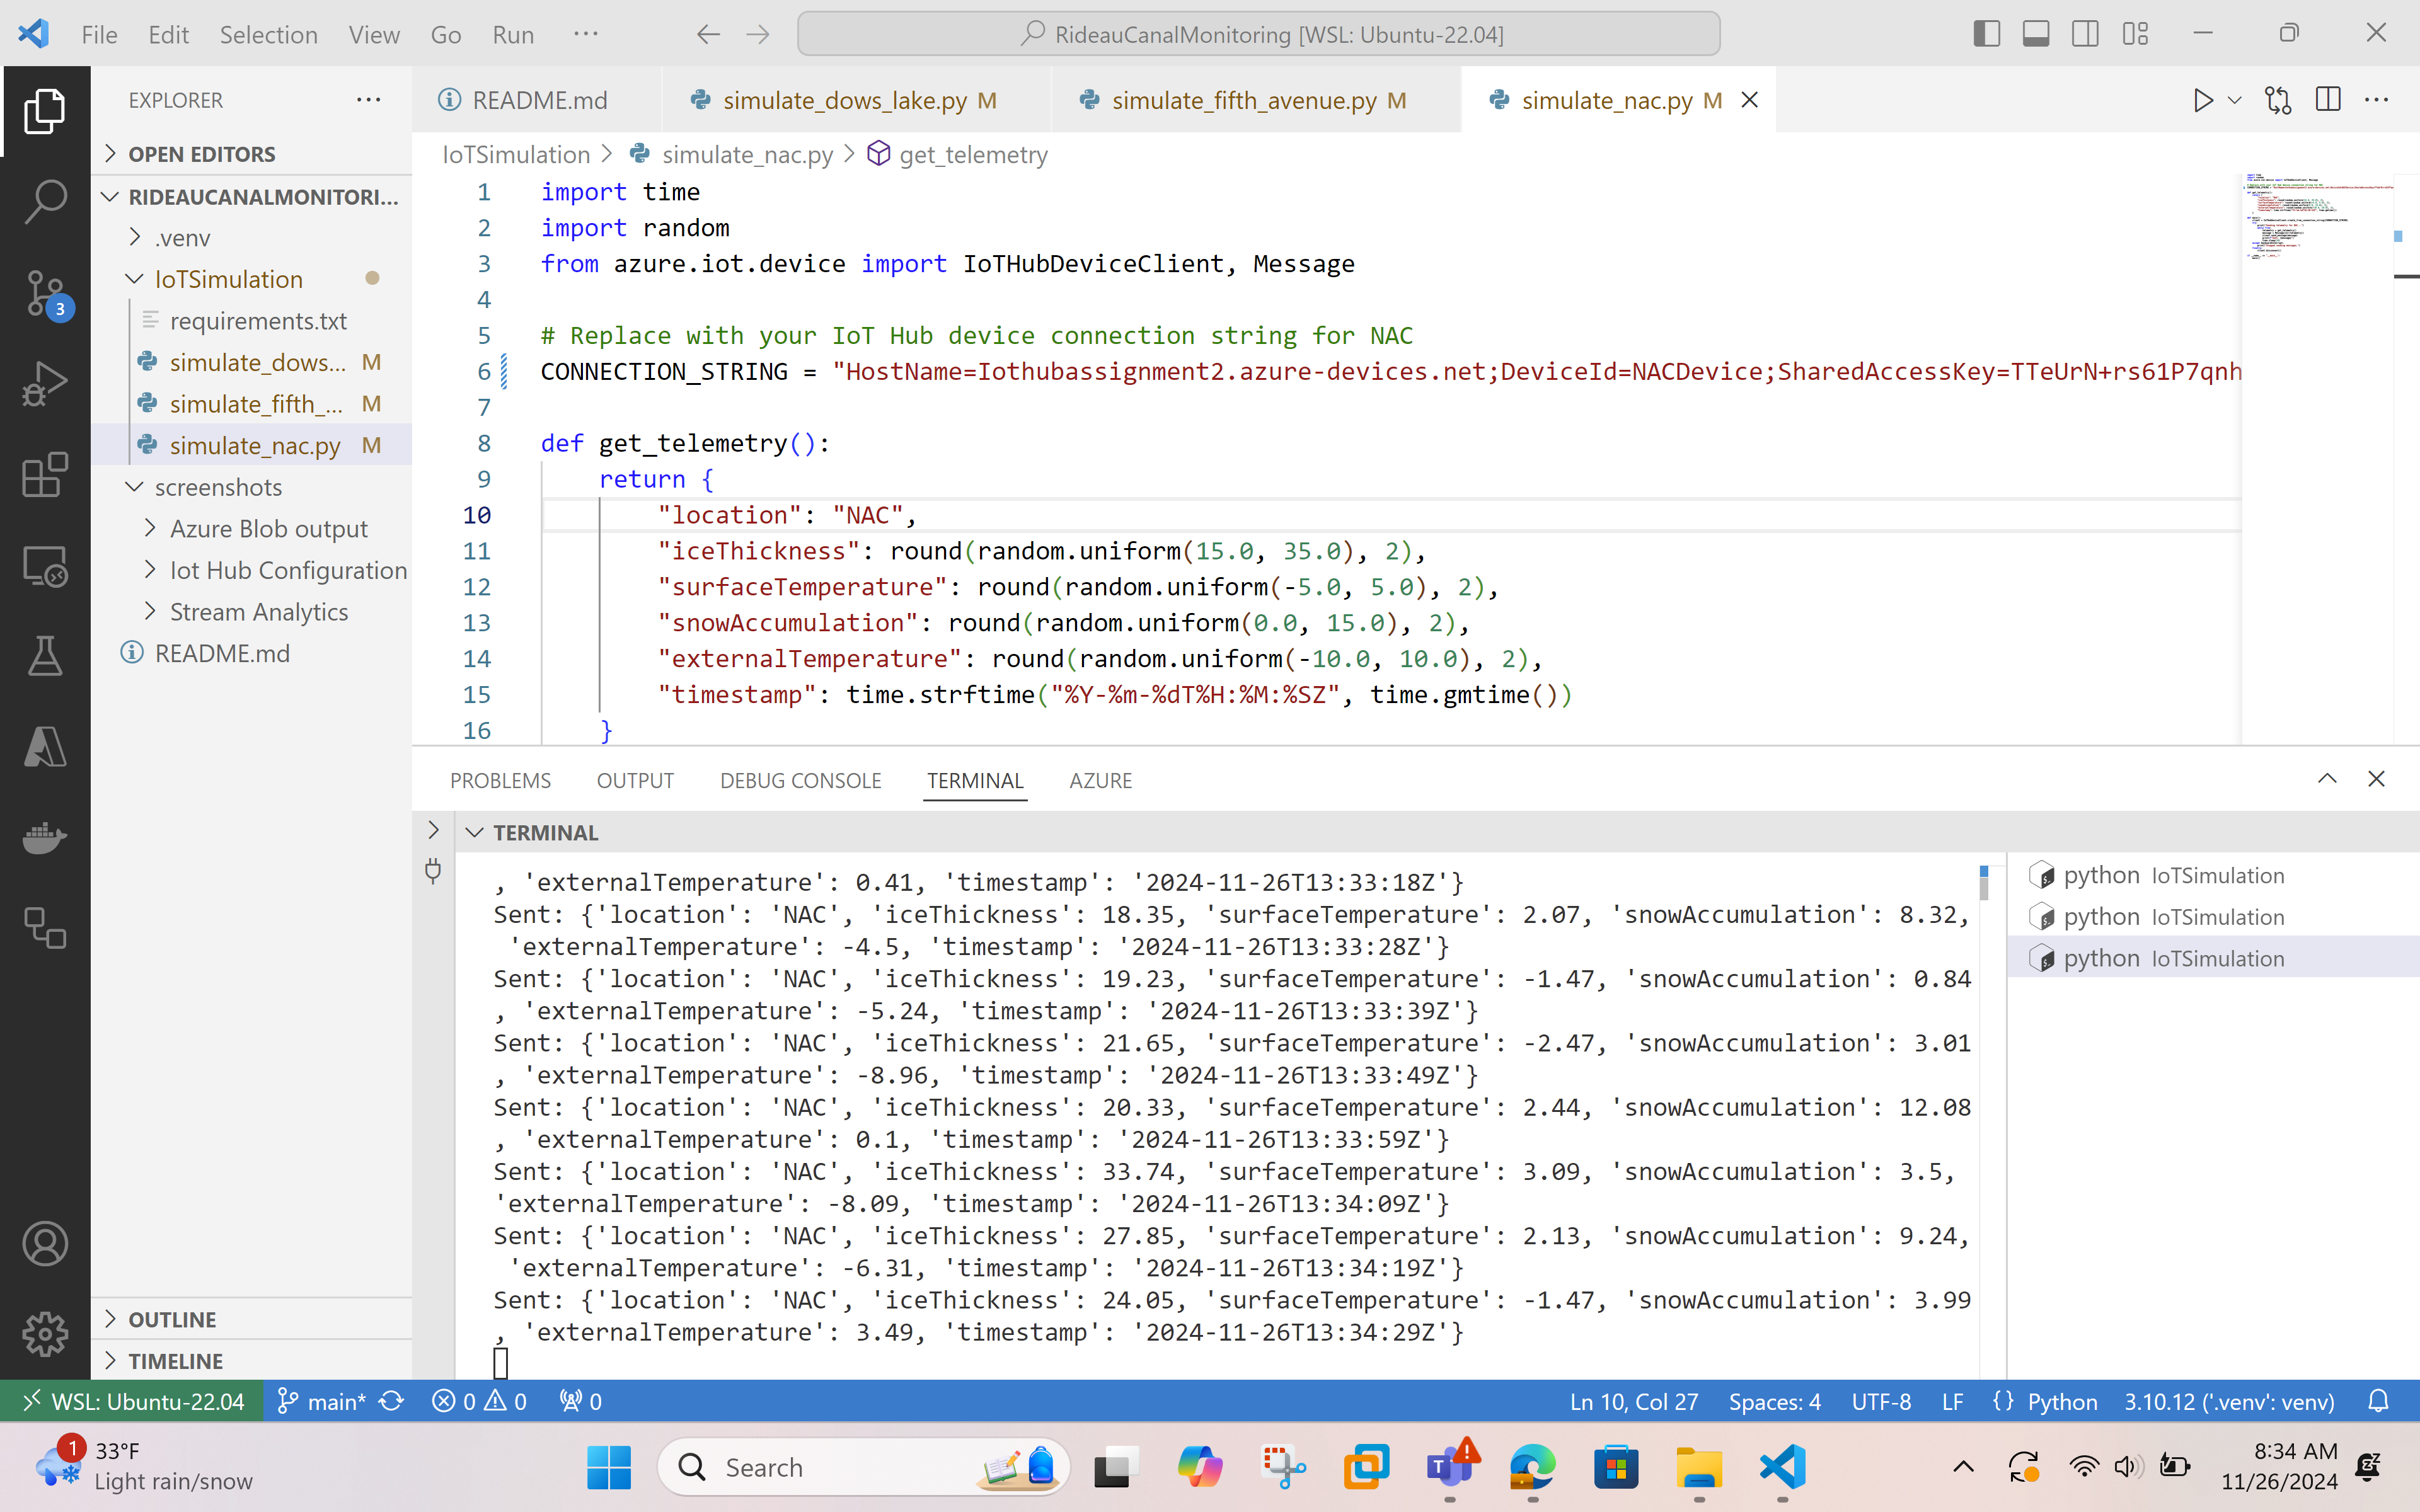 File Edit Selection View Go Run ···
RideauCanalMonitoring [WSL: Ubuntu-22.04]
EXPLORER
README.md
simulate_dows_lake.py M
simulate_fifth_avenue.py M
simulate_nac.py M
OPEN EDITORS
RIDEAUCANALMONITORI...
.venv
IoTSimulation
requirements.txt
simulate_dows... M
simulate_fifth_... M
simulate_nac.py M
screenshots
Azure Blob output
Iot Hub Configuration
Stream Analytics
README.md
OUTLINE
TIMELINE
3
IoTSimulation > simulate_nac.py > get_telemetry
1 import time
2 import random
3 from azure.iot.device import IoTHubDeviceClient, Message
4
5 # Replace with your IoT Hub device connection string for NAC
6 CONNECTION_STRING = "HostName=Iothubassignment2.azure-devices.net;DeviceId=NACDevice;SharedAccessKey=TTeUrN+rs61P7qnh
7
8 def get_telemetry():
9 return {
10 "location": "NAC",
11 "iceThickness": round(random.uniform(15.0, 35.0), 2),
12 "surfaceTemperature": round(random.uniform(-5.0, 5.0), 2),
13 "snowAccumulation": round(random.uniform(0.0, 15.0), 2),
14 "externalTemperature": round(random.uniform(-10.0, 10.0), 2),
15 "timestamp": time.strftime("%Y-%m-%dT%H:%M:%SZ", time.gmtime())
16 }
PROBLEMS OUTPUT DEBUG CONSOLE TERMINAL AZURE
TERMINAL
, 'externalTemperature': 0.41, 'timestamp': '2024-11-26T13:33:18Z'}
Sent: {'location': 'NAC', 'iceThickness': 18.35, 'surfaceTemperature': 2.07, 'snowAccumulation': 8.32,
'externalTemperature': -4.5, 'timestamp': '2024-11-26T13:33:28Z'}
Sent: {'location': 'NAC', 'iceThickness': 19.23, 'surfaceTemperature': -1.47, 'snowAccumulation': 0.84
, 'externalTemperature': -5.24, 'timestamp': '2024-11-26T13:33:39Z'}
Sent: {'location': 'NAC', 'iceThickness': 21.65, 'surfaceTemperature': -2.47, 'snowAccumulation': 3.01
, 'externalTemperature': -8.96, 'timestamp': '2024-11-26T13:33:49Z'}
Sent: {'location': 'NAC', 'iceThickness': 20.33, 'surfaceTemperature': 2.44, 'snowAccumulation': 12.08
, 'externalTemperature': 0.1, 'timestamp': '2024-11-26T13:33:59Z'}
Sent: {'location': 'NAC', 'iceThickness': 33.74, 'surfaceTemperature': 3.09, 'snowAccumulation': 3.5,
'externalTemperature': -8.09, 'timestamp': '2024-11-26T13:34:09Z'}
Sent: {'location': 'NAC', 'iceThickness': 27.85, 'surfaceTemperature': 2.13, 'snowAccumulation': 9.24,
'externalTemperature': -6.31, 'timestamp': '2024-11-26T13:34:19Z'}
Sent: {'location': 'NAC', 'iceThickness': 24.05, 'surfaceTemperature': -1.47, 'snowAccumulation': 3.99
, 'externalTemperature': 3.49, 'timestamp': '2024-11-26T13:34:29Z'}
python IoTSimulation
python IoTSimulation
python IoTSimulation
WSL: Ubuntu-22.04 main* 0 0 0 Ln 10, Col 27 Spaces: 4 UTF-8 LF {} Python 3.10.12 ('.venv': venv)
1
33°F
Light rain/snow
Search
8:34 AM
11/26/2024